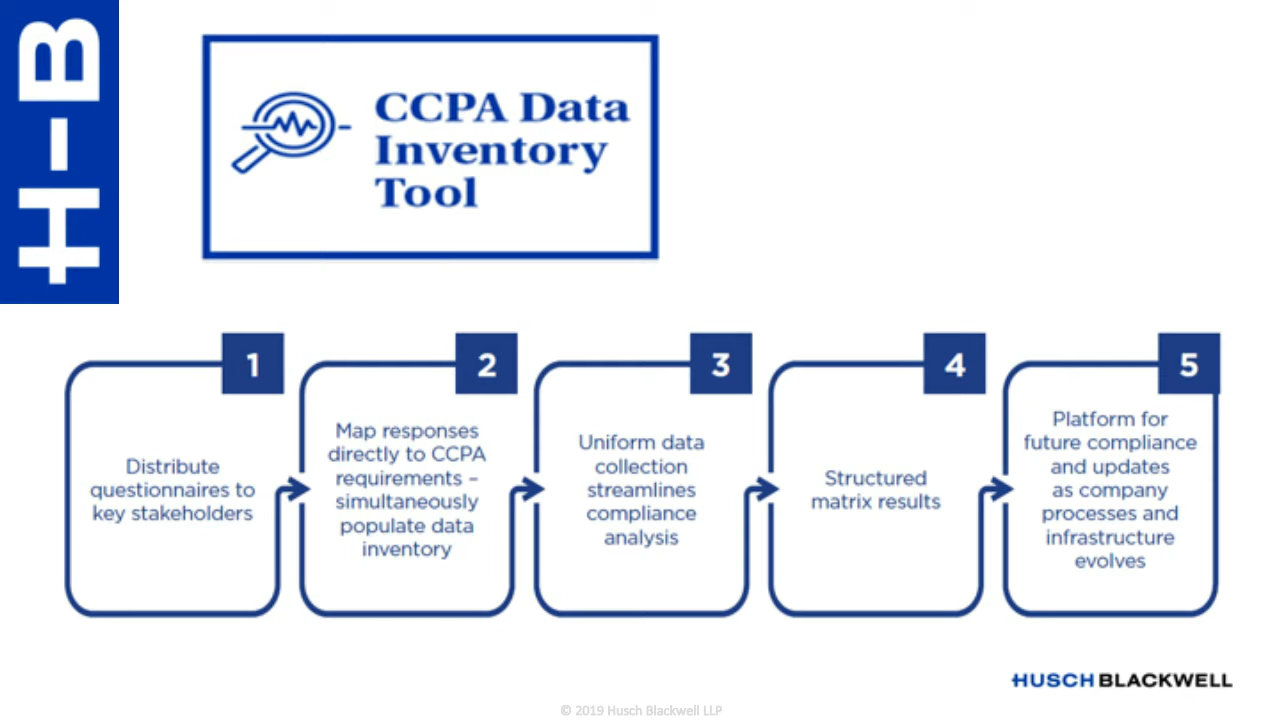 H-B
CCPA Data
Inventory
Tool
1
Distribute
questionnaires to
key stakeholders
2
Map responses
directly to CCPA
requirements –
simultaneously
populate data
inventory
3
Uniform data
collection
streamlines
compliance
analysis
4
Structured
matrix results
5
Platform for
future compliance
and updates
as company
processes and
infrastructure
evolves
HUSCH BLACKWELL
© 2019 Husch Blackwell LLP